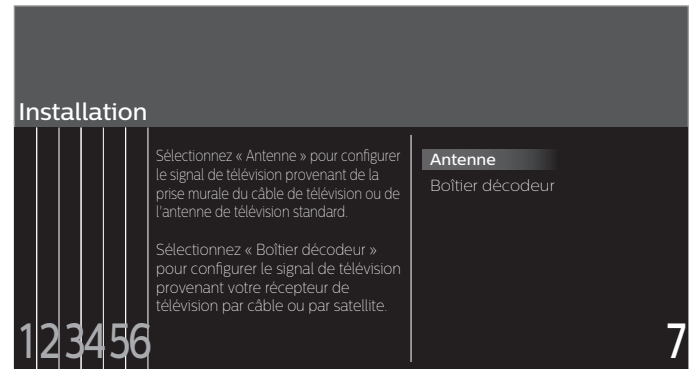 Installation
Sélectionnez « Antenne » pour configurer
le signal de télévision provenant de la
prise murale du câble de télévision ou de
l'antenne de télévision standard.
Sélectionnez « Boîtier décodeur »
pour configurer le signal de télévision
provenant votre récepteur de
télévision par câble ou par satellite.
Antenne
Boîtier décodeur
123456
7